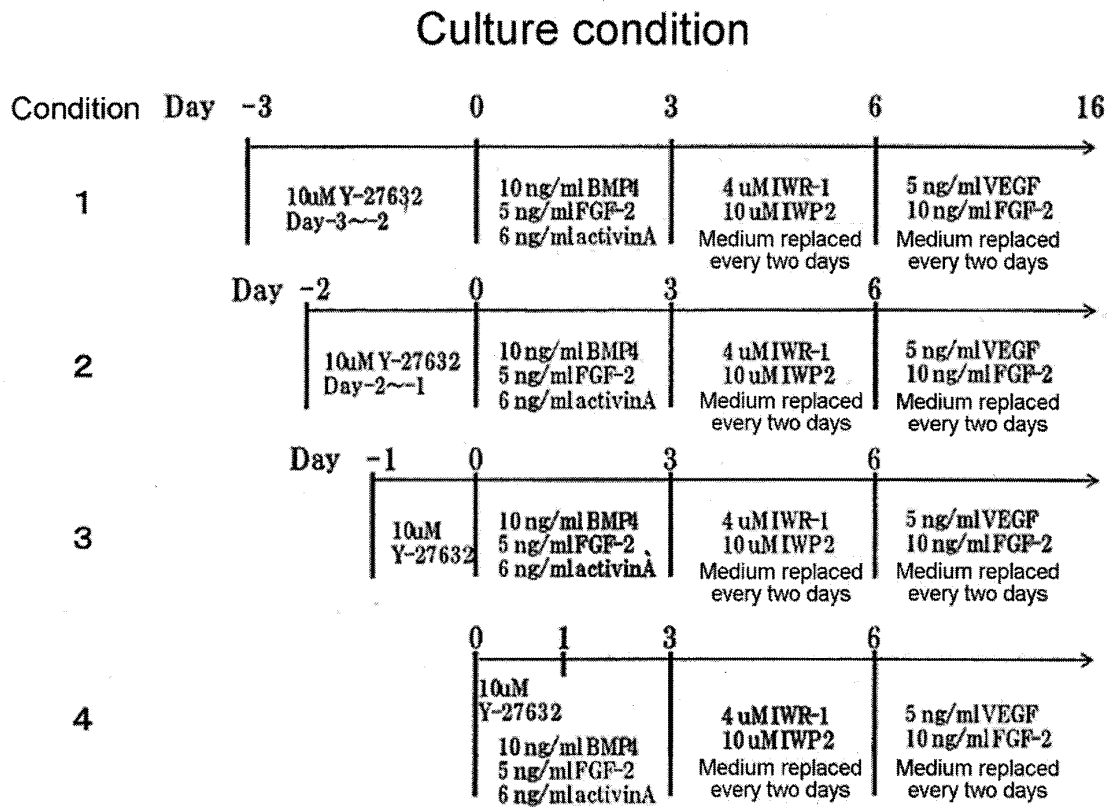 Culture condition
Condition Day -3 0 3 6 16
1
10uM Y-27632
Day-3~-2
10 ng/ml BMP4
5 ng/ml FGF-2
6 ng/ml activinA
4 uM IWR-1
10 uM IWP2
Medium replaced
every two days
5 ng/ml VEGF
10 ng/ml FGF-2
Medium replaced
every two days
Day -2 0 3 6
2
10uM Y-27632
Day-2~-1
10 ng/ml BMP4
5 ng/ml FGF-2
6 ng/ml activinA
4 uM IWR-1
10 uM IWP2
Medium replaced
every two days
5 ng/ml VEGF
10 ng/ml FGF-2
Medium replaced
every two days
Day -1 0 3 6
3
10uM
Y-27632
10 ng/ml BMP4
5 ng/ml FGF-2
6 ng/ml activinA
4 uM IWR-1
10 uM IWP2
Medium replaced
every two days
5 ng/ml VEGF
10 ng/ml FGF-2
Medium replaced
every two days
0 1 3 6
4
10uM
Y-27632
10 ng/ml BMP4
5 ng/ml FGF-2
6 ng/ml activinA
4 uM IWR-1
10 uM IWP2
Medium replaced
every two days
5 ng/ml VEGF
10 ng/ml FGF-2
Medium replaced
every two days